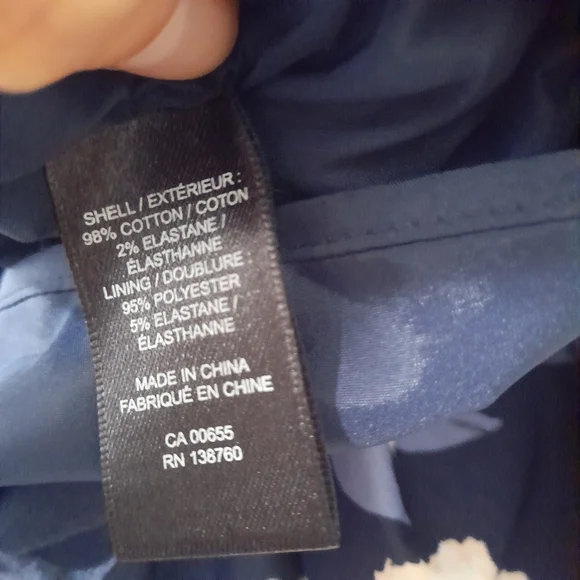 SHELL / EXTÉRIEUR :
98% COTTON / COTON
2% ELASTANE /
ÉLASTHANNE
LINING / DOUBLURE :
95% POLYESTER
5% ELASTANE /
ÉLASTHANNE
MADE IN CHINA
FABRIQUÉ EN CHINE
CA 00655
RN 138760